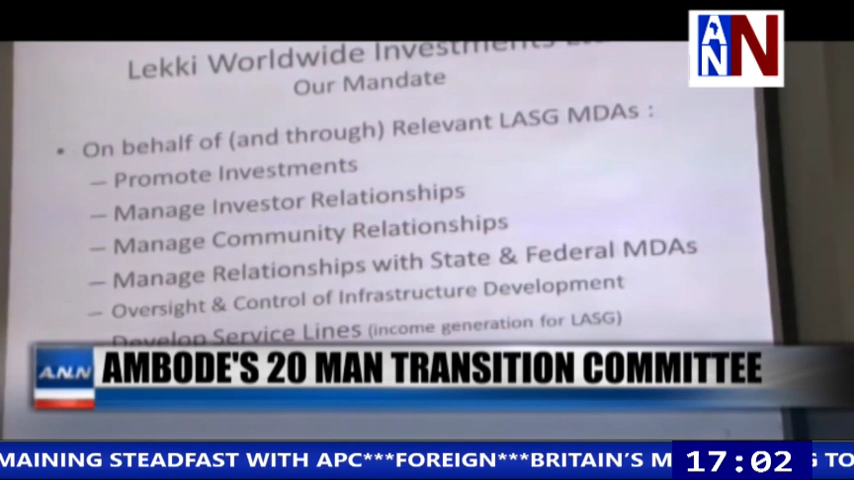 ANN
Lekki Worldwide Investments
Our Mandate
• On behalf of (and through) Relevant LASG MDAs :
– Promote Investments
– Manage Investor Relationships
– Manage Community Relationships
– Manage Relationships with State & Federal MDAs
– Oversight & Control of Infrastructure Development
Develop Service Lines (income generation for LASG)
A.N.N AMBODE'S 20 MAN TRANSITION COMMITTEE
MAINING STEADFAST WITH APC***FOREIGN***BRITAIN'S M
17:02
TO